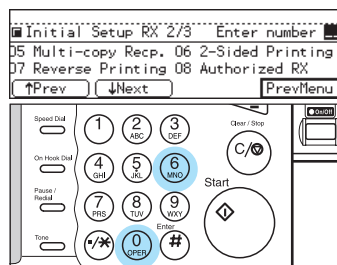 Initial Setup RX 2/3 Enter number
05 Multi-copy Recp. 06 2-Sided Printing
07 Reverse Printing 08 Authorized RX
↑Prev ↓Next PrevMenu
On/Off
Speed Dial
1 2 ABC 3 DEF
Clear / Stop
C/
On Hook Dial
4 GHI 5 JKL 6 MNO
Start
Pause / Redial
7 PRS 8 TUV 9 WXY
Tone
Enter
·/* 0 OPER #